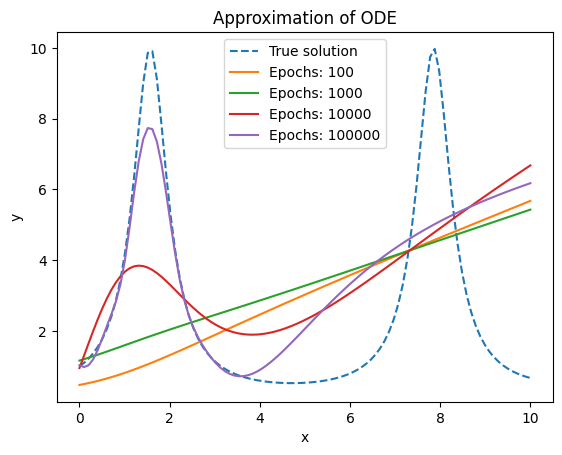 Approximation of ODE
True solution
Epochs: 100
Epochs: 1000
Epochs: 10000
Epochs: 100000
y
10
8
6
4
2
0 2 4 6 8 10
x